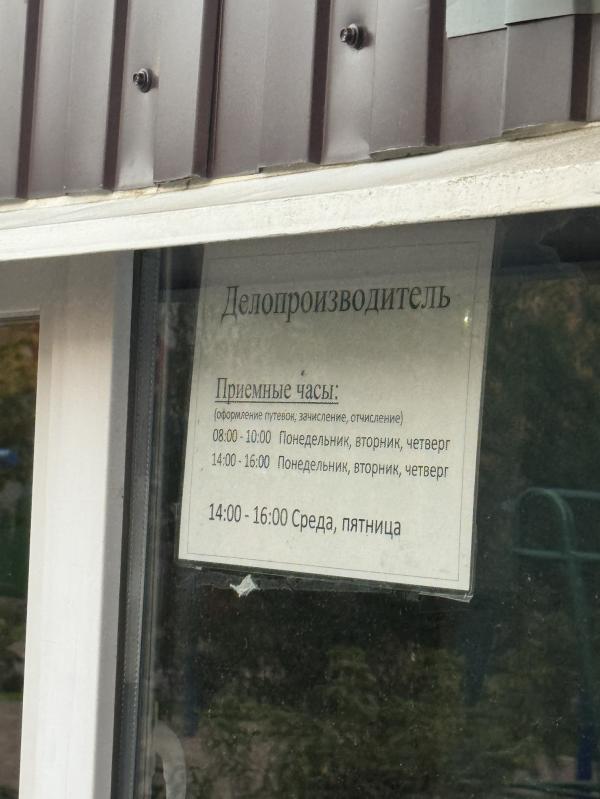 Делопроизводитель
Приемные часы:
(оформление путевок, зачисление, отчисление)
08:00 - 10:00 Понедельник, вторник, четверг
14:00 - 16:00 Понедельник, вторник, четверг
14:00 - 16:00 Среда, пятница